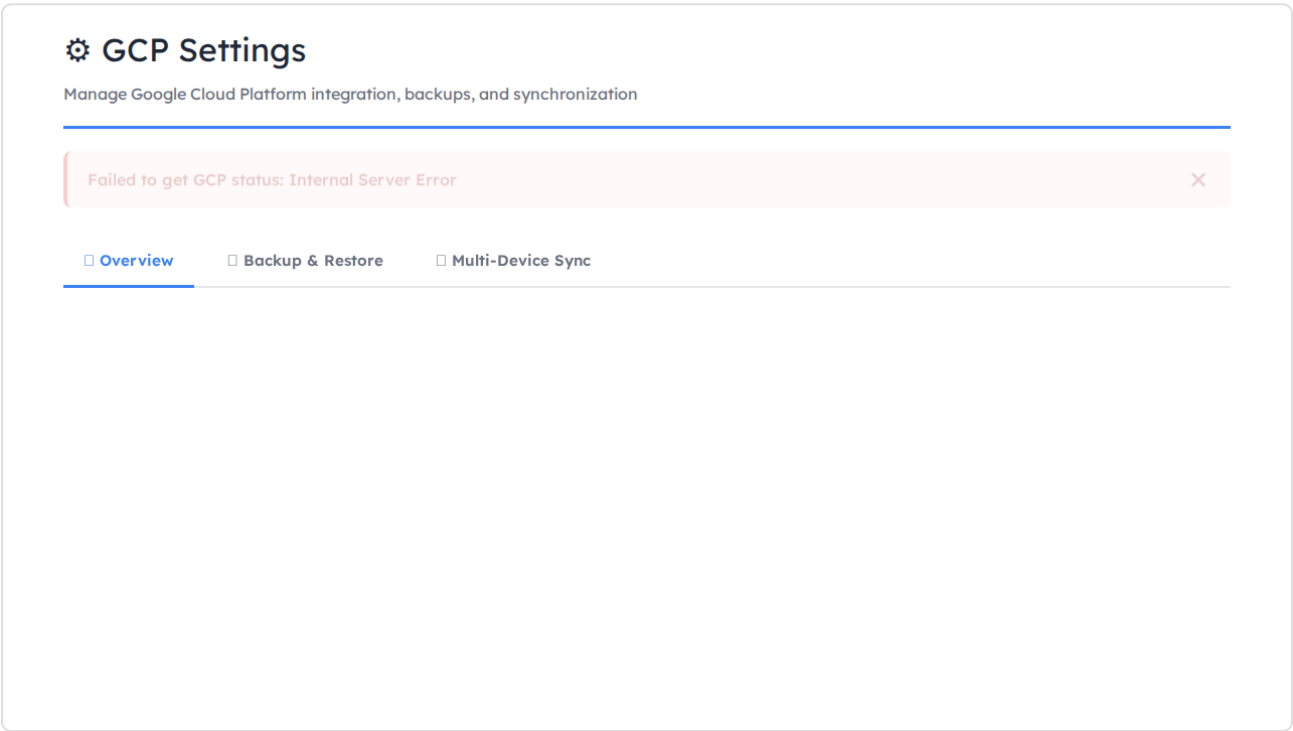 ⚙ GCP Settings
Manage Google Cloud Platform integration, backups, and synchronization
Failed to get GCP status: Internal Server Error ✕
Overview Backup & Restore Multi-Device Sync